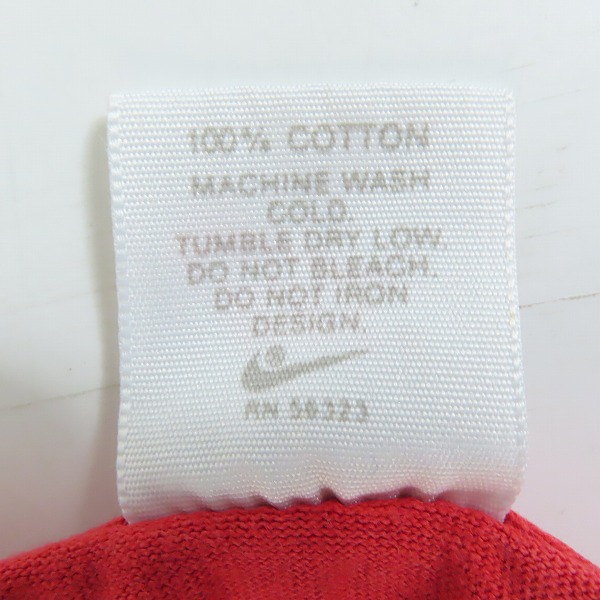 100% COTTON
MACHINE WASH
COLD.
TUMBLE DRY LOW.
DO NOT BLEACH.
DO NOT IRON
DESIGN.
®
RN 56323